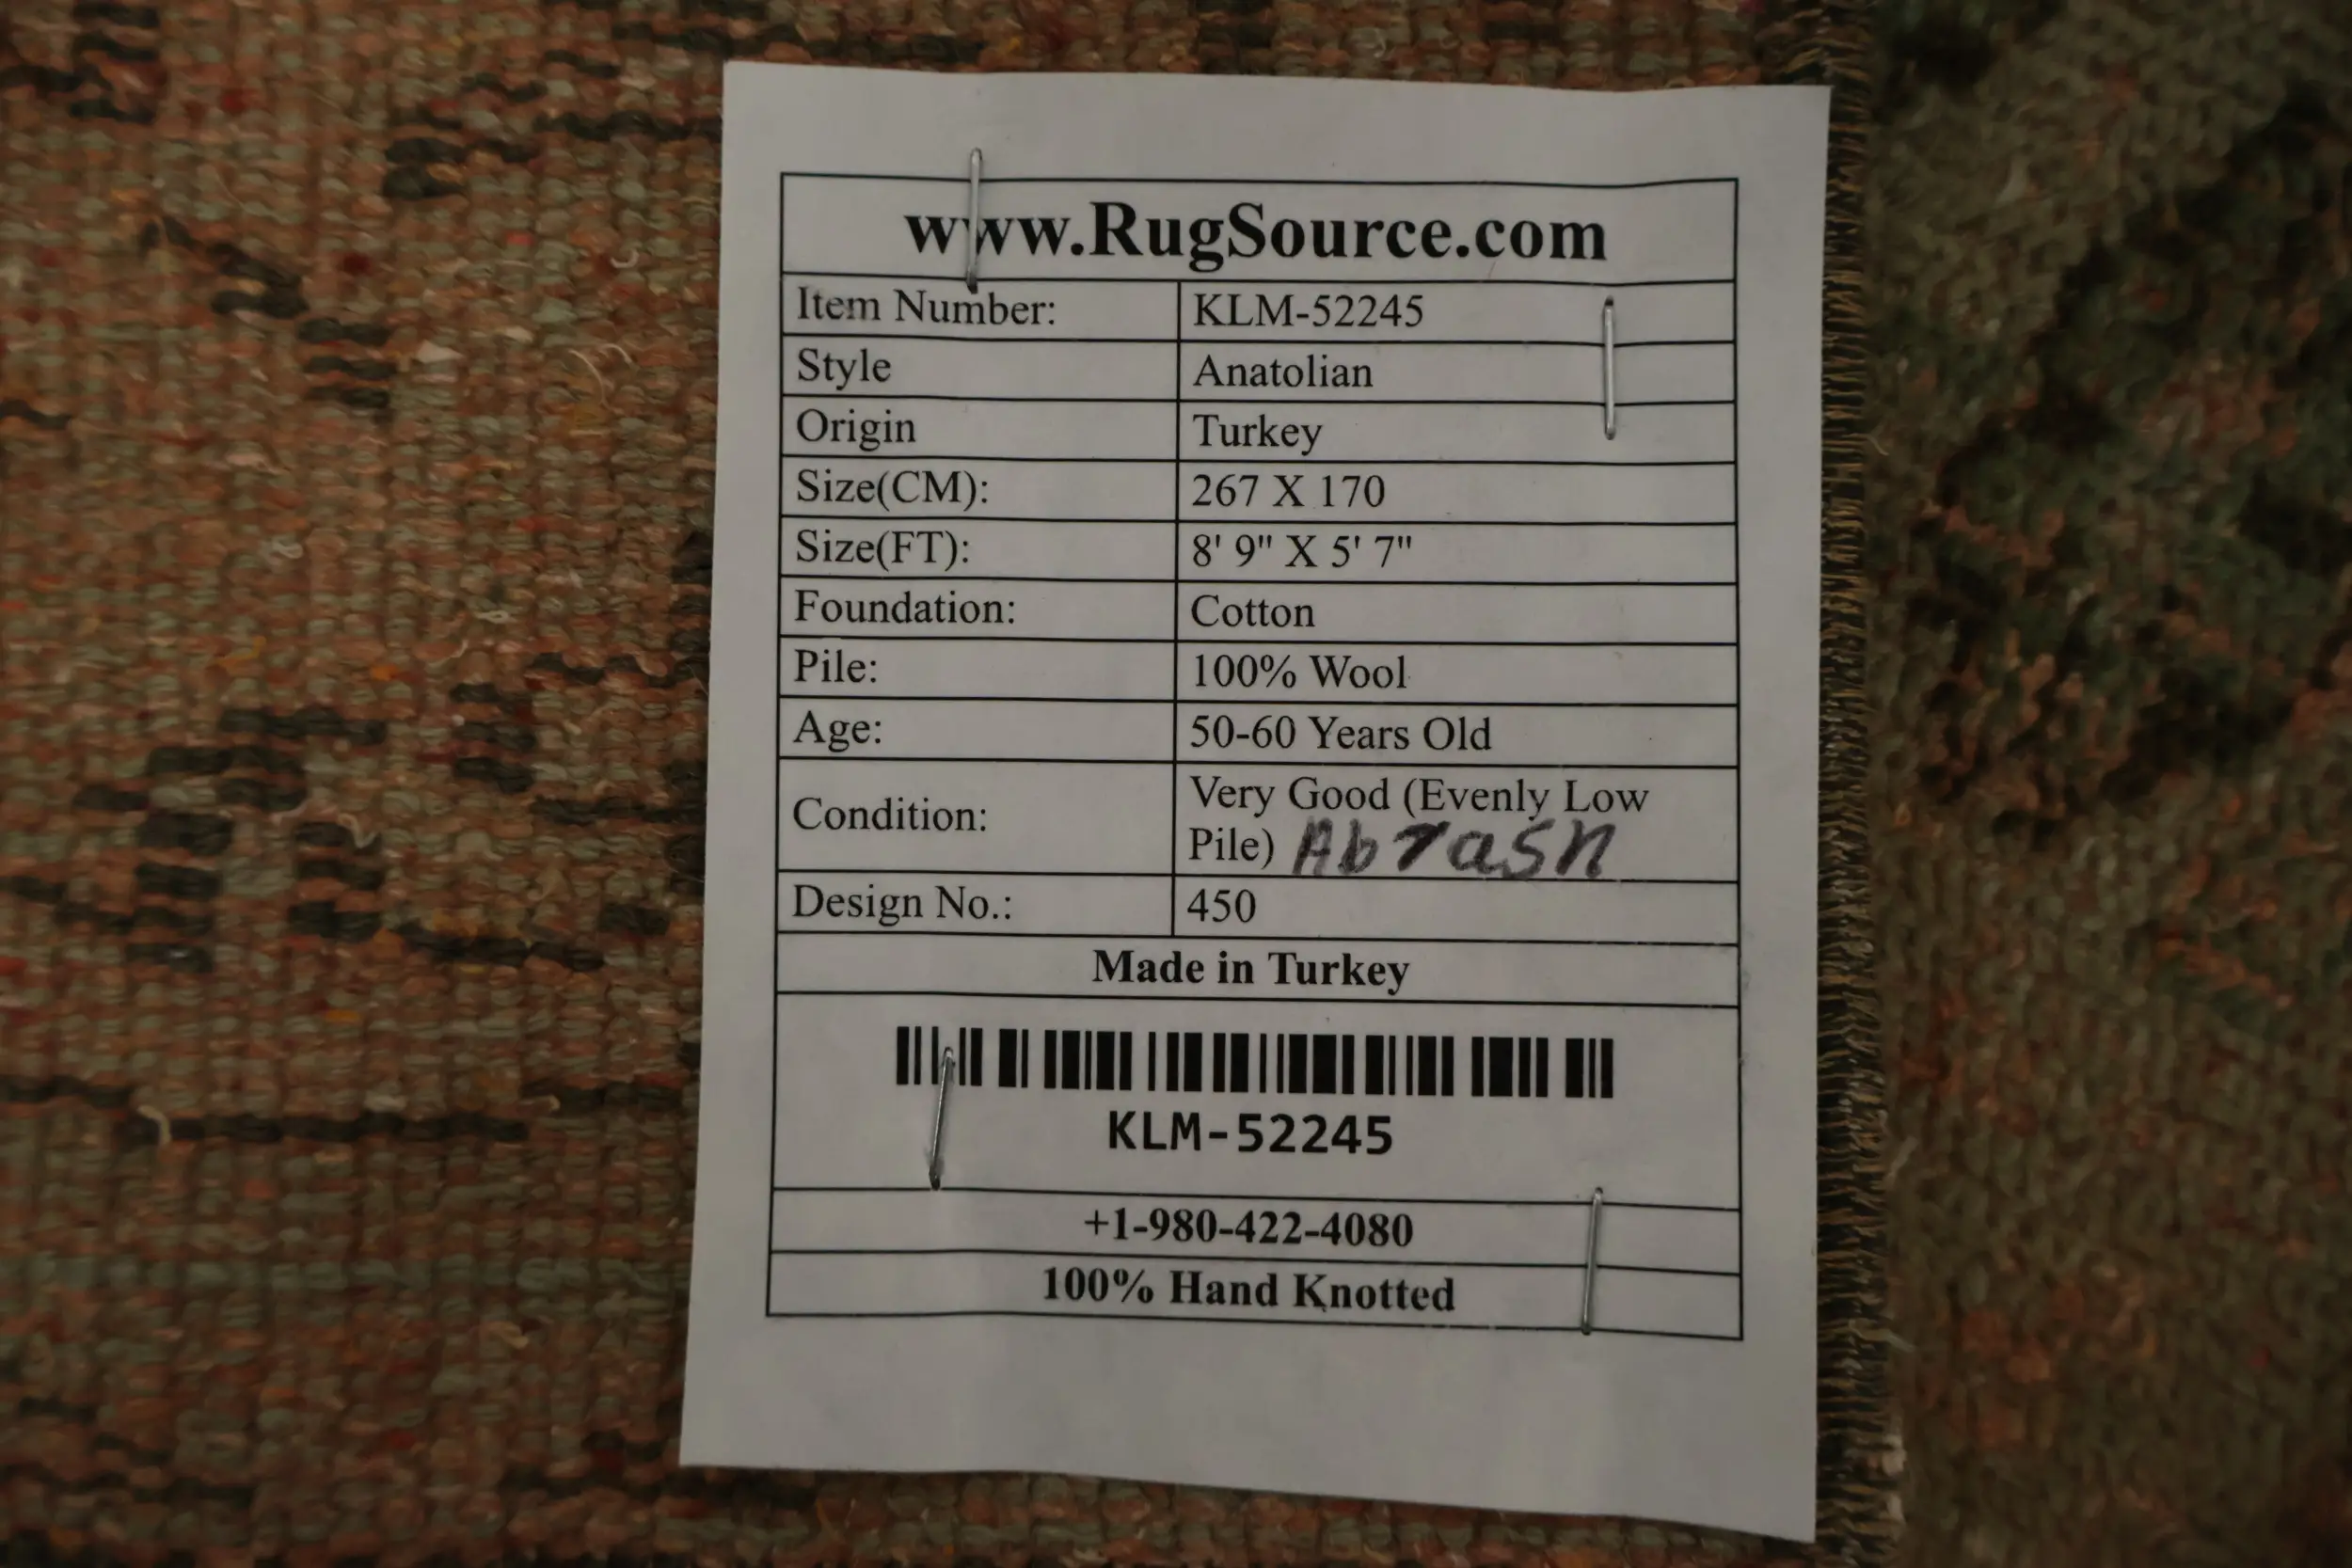 www.RugSource.com
Item Number: KLM-52245
Style Anatolian
Origin Turkey
Size(CM): 267 X 170
Size(FT): 8' 9" X 5' 7"
Foundation: Cotton
Pile: 100% Wool
Age: 50-60 Years Old
Condition: Very Good (Evenly Low
Pile) Abrash
Design No.: 450
Made in Turkey
KLM-52245
+1-980-422-4080
100% Hand Knotted